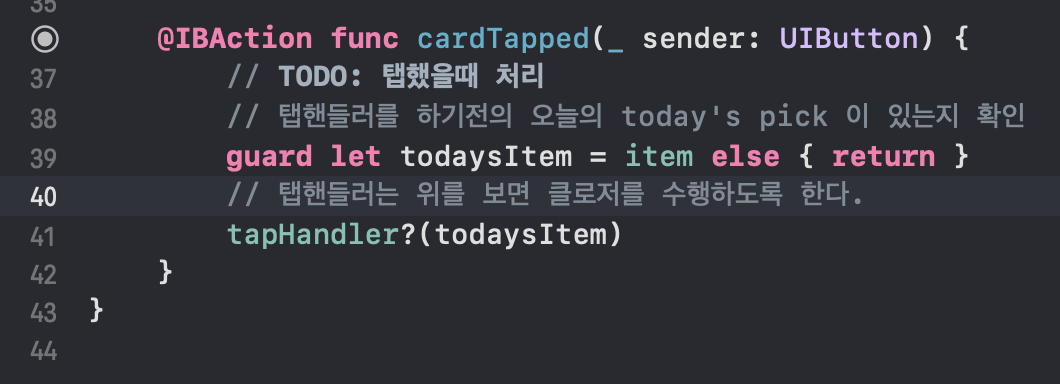 35
@IBAction func cardTapped(_ sender: UIButton) {
37 // TODO: 탭했을때 처리
38 // 탭핸들러를 하기전의 오늘의 today's pick 이 있는지 확인
39 guard let todaysItem = item else { return }
40 // 탭핸들러는 위를 보면 클로저를 수행하도록 한다.
41 tapHandler?(todaysItem)
42 }
43 }
44